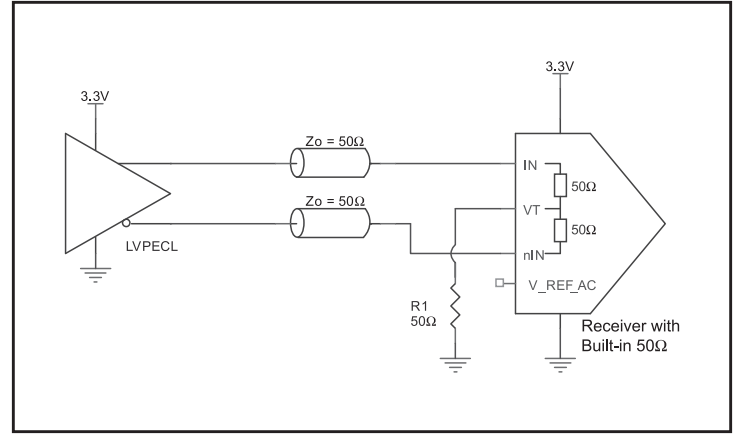 3.3V
3.3V
Zo = 50Ω
IN
50Ω
Zo = 50Ω
VT
50Ω
LVPECL
nIN
V_REF_AC
R1
50Ω
Receiver with
Built-in 50Ω